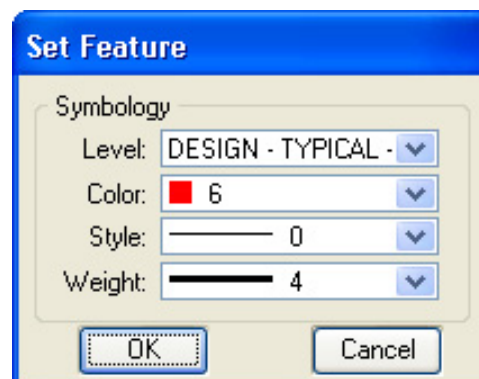 Set Feature
Symbology
Level: DESIGN - TYPICAL -
Color: 6
Style: 0
Weight: 4
OK Cancel